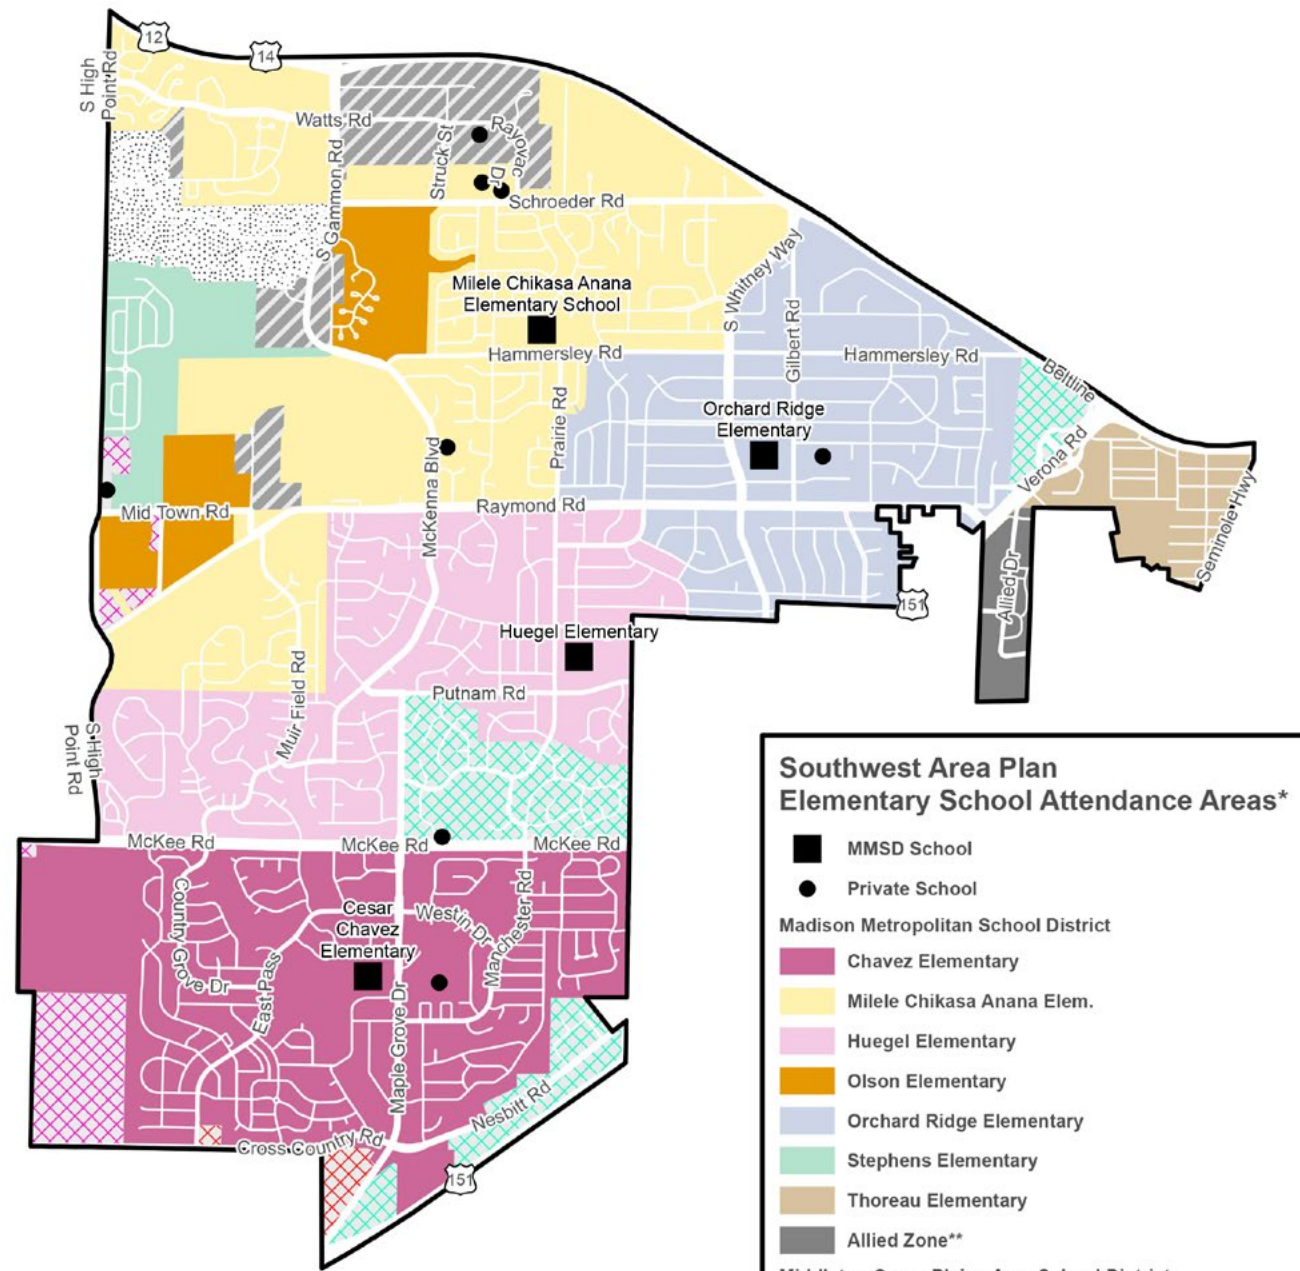 12
14
S High
Point Rd
Watts Rd
Struck St
Rayovac
Dr
S Gammon Rd
Schroeder Rd
Milele Chikasa Anana
Elementary School
S Whitney Way
Gilbert Rd
Hammersley Rd
Hammersley Rd
Beltline
Orchard Ridge
Elementary
Prairie Rd
McKenna Blvd
Verona Rd
Seminole Hwy
Mid Town Rd
Raymond Rd
Allied Dr
151
Huegel Elementary
Muir Field Rd
Putnam Rd
S High
Point Rd
McKee Rd
McKee Rd
McKee Rd
Country Grove Dr
Cesar
Chavez
Elementary
Westin Dr
Manchester Rd
East Pass
Maple Grove Dr
Nesbitt Rd
Cross Country Rd
151
Southwest Area Plan
Elementary School Attendance Areas*
MMSD School
Private School
Madison Metropolitan School District
Chavez Elementary
Milele Chikasa Anana Elem.
Huegel Elementary
Olson Elementary
Orchard Ridge Elementary
Stephens Elementary
Thoreau Elementary
Allied Zone**